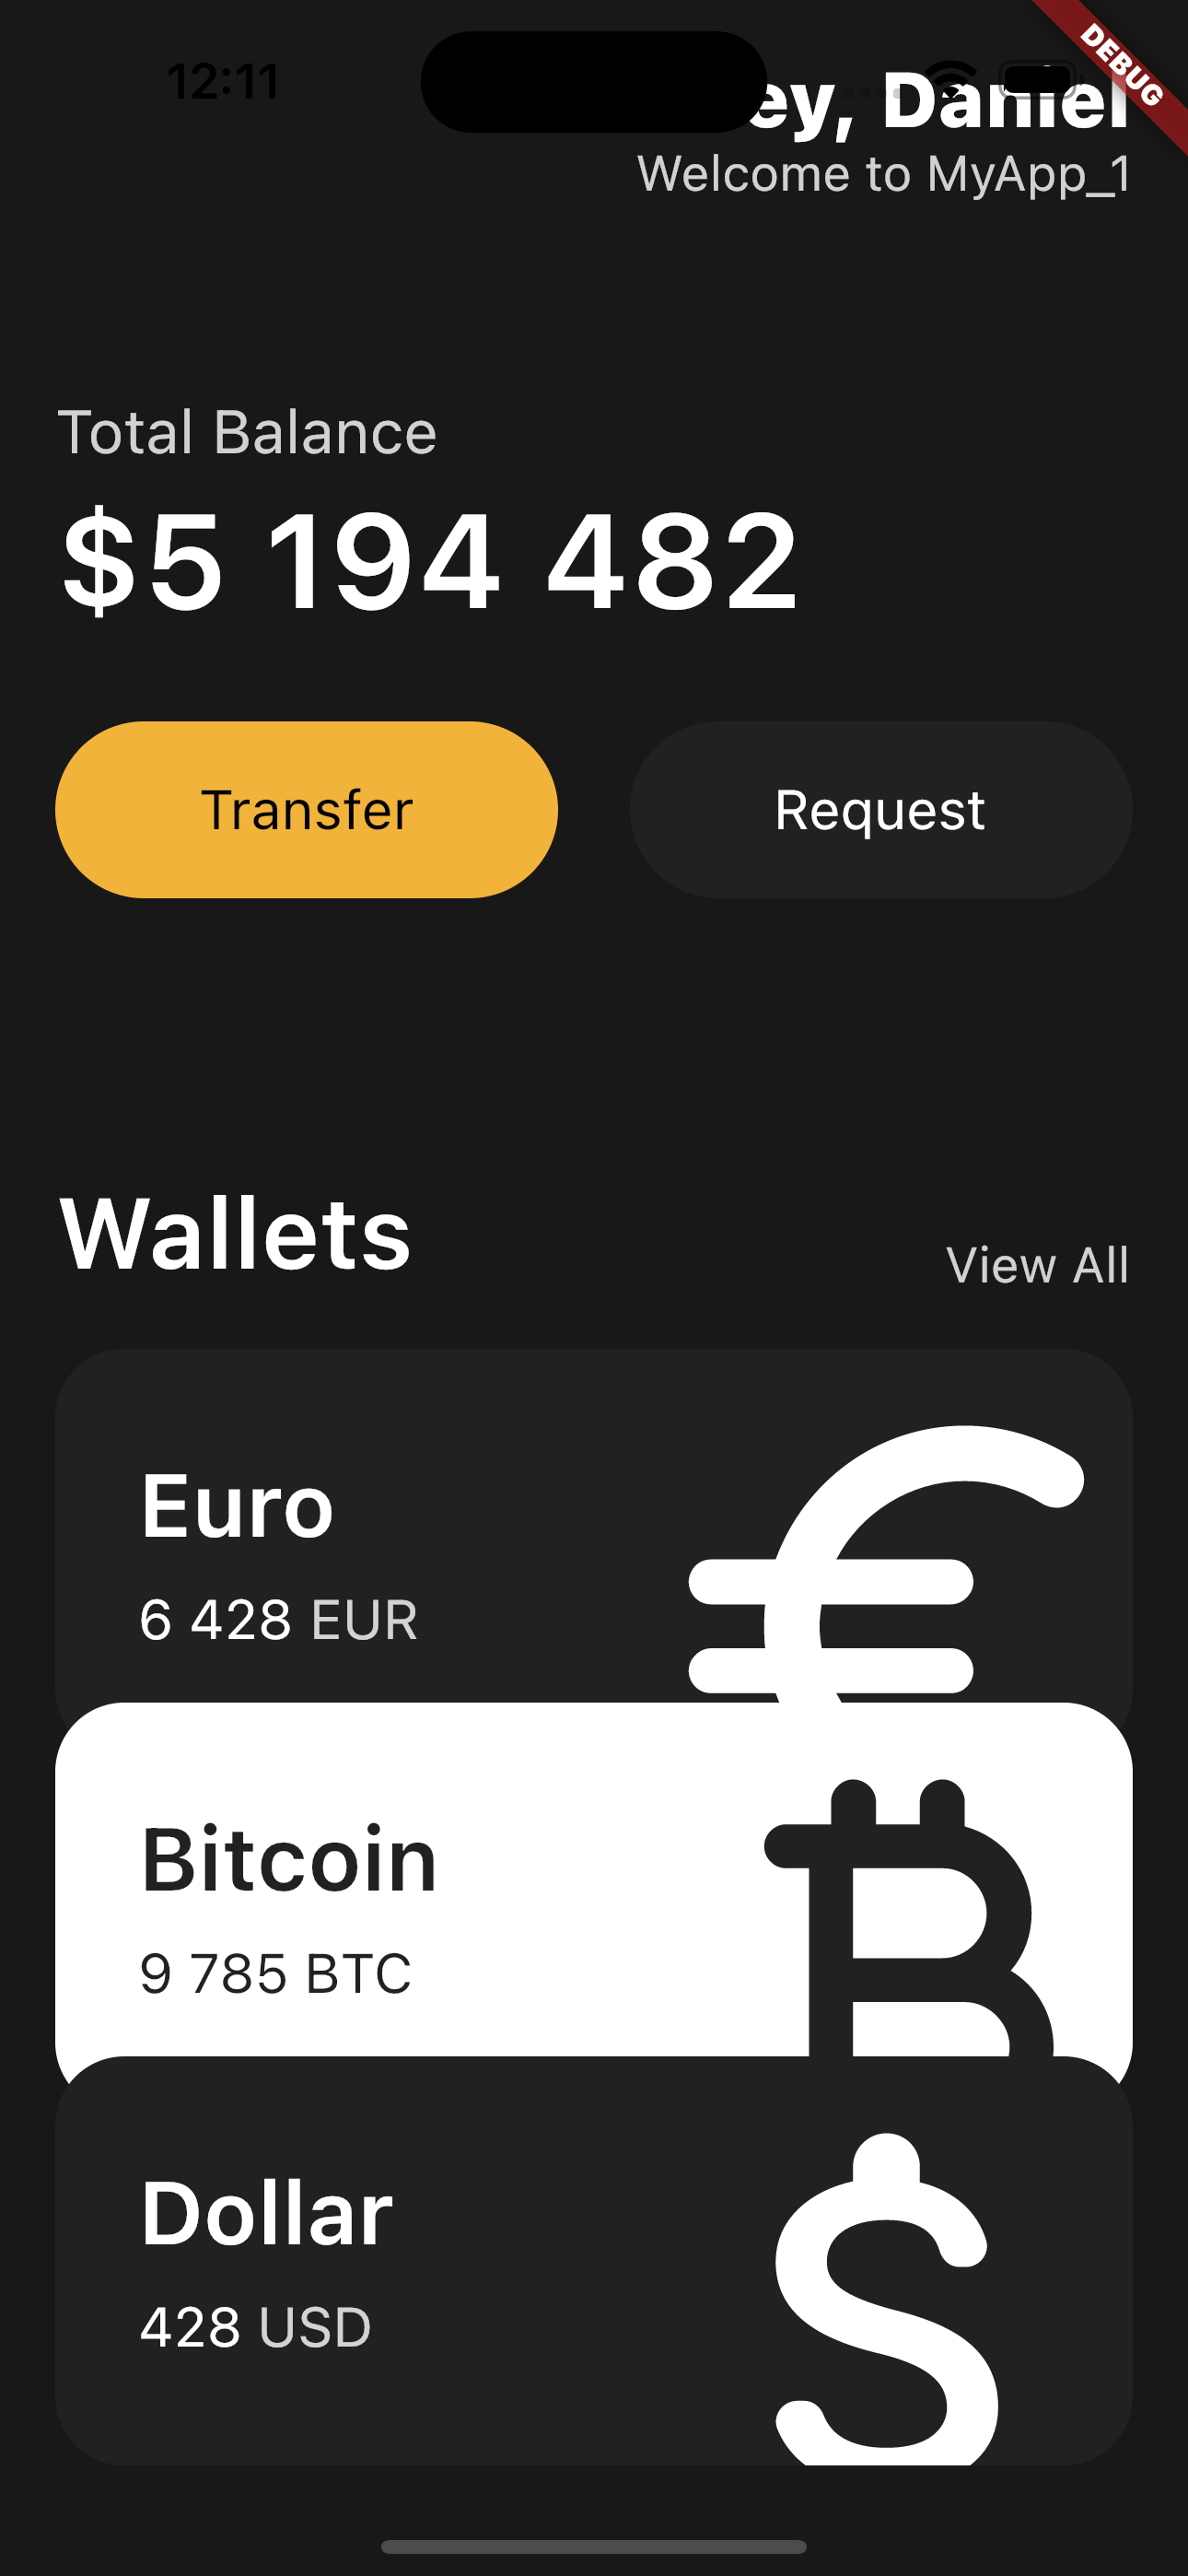 12:11
DEBUG
ey, Daniel
Welcome to MyApp_1
Total Balance
$5 194 482
Transfer
Request
Wallets
View All
Euro
6 428 EUR
Bitcoin
9 785 BTC
Dollar
428 USD